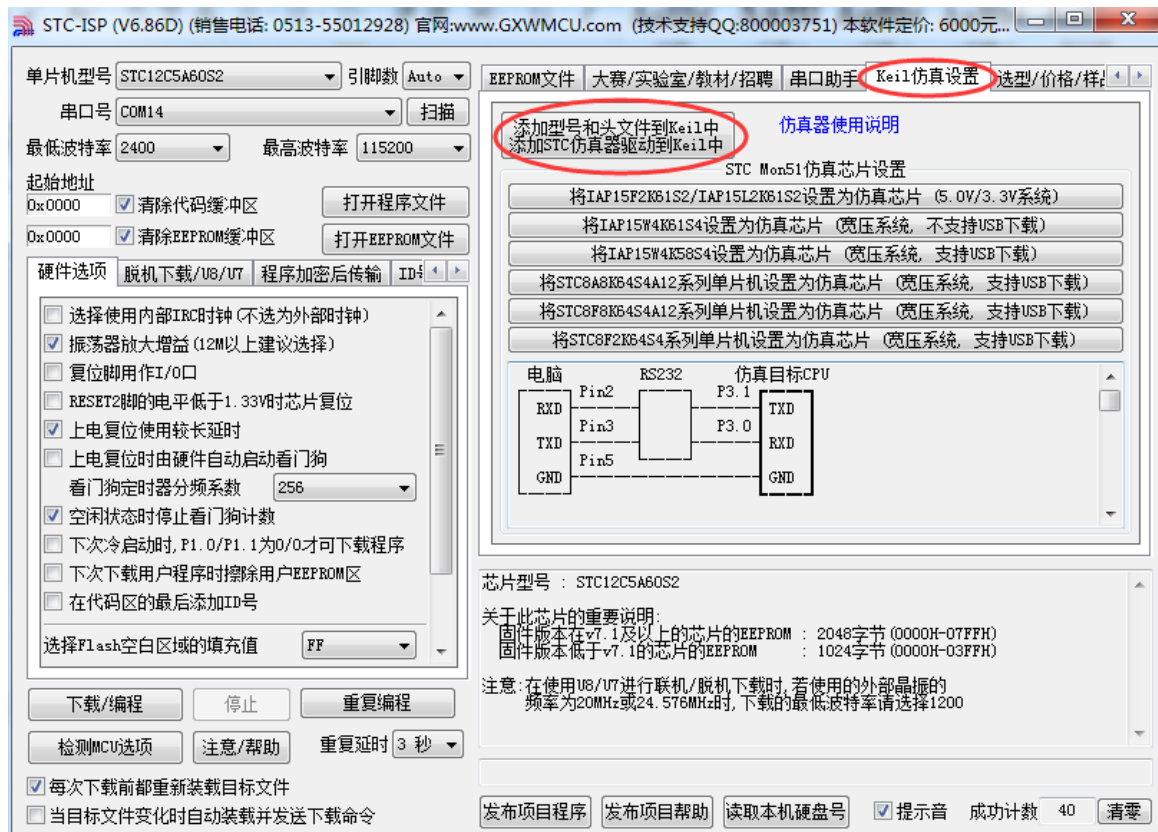 STC-ISP (V6.86D) (销售电话: 0513-55012928) 官网:www.GXWMCU.com (技术支持QQ:800003751) 本软件定价: 6000元...
单片机型号 STC12C5A60S2 引脚数 Auto
串口号 COM14 扫描
最低波特率 2400 最高波特率 115200
起始地址
0x0000 清除代码缓冲区 打开程序文件
0x0000 清除EEPROM缓冲区 打开EEPROM文件
硬件选项 脱机下载/U8/U7 程序加密后传输
选择使用内部IRC时钟(不选为外部时钟)
振荡器放大增益(12M以上建议选择)
复位脚用作I/O口
RESET2脚的电平低于1.33V时芯片复位
上电复位使用较长延时
上电复位时由硬件自动启动看门狗
看门狗定时器分频系数 256
空闲状态时停止看门狗计数
下次冷启动时,P1.0/P1.1为0/0才可下载程序
下次下载用户程序时擦除用户EEPROM区
在代码区的最后添加ID号
选择Flash空白区域的填充值 FF
下载/编程 停止 重复编程
检测MCU选项 注意/帮助 重复延时 3 秒
每次下载前都重新装载目标文件
当目标文件变化时自动装载并发送下载命令
EEPROM文件 大赛/实验室/教材/招聘 串口助手 Keil仿真设置 选型/价格/样
添加型号和头文件到Keil中
添加STC仿真器驱动到Keil中
仿真器使用说明
STC Mon51仿真芯片设置
将IAP15F2K61S2/IAP15L2K61S2设置为仿真芯片 (5.0V/3.3V系统)
将IAP15W4K61S4设置为仿真芯片 (宽压系统, 不支持USB下载)
将IAP15W4K58S4设置为仿真芯片 (宽压系统, 支持USB下载)
将STC8A8K64S4A12系列单片机设置为仿真芯片 (宽压系统, 支持USB下载)
将STC8F8K64S4A12系列单片机设置为仿真芯片 (宽压系统, 支持USB下载)
将STC8F2K64S4系列单片机设置为仿真芯片 (宽压系统, 支持USB下载)
电脑 RS232 仿真目标CPU
Pin2 P3.1
RXD TXD
Pin3 P3.0
TXD RXD
Pin5
GND GND
芯片型号 : STC12C5A60S2
关于此芯片的重要说明:
固件版本在v7.1及以上的芯片的EEPROM : 2048字节(0000H-07FFH)
固件版本低于v7.1的芯片的EEPROM : 1024字节(0000H-03FFH)
注意:在使用U8/U7进行联机/脱机下载时,若使用的外部晶振的
频率为20MHz或24.576MHz时,下载的最低波特率请选择1200
发布项目程序 发布项目帮助 读取本机硬盘号 提示音 成功计数 40 清零